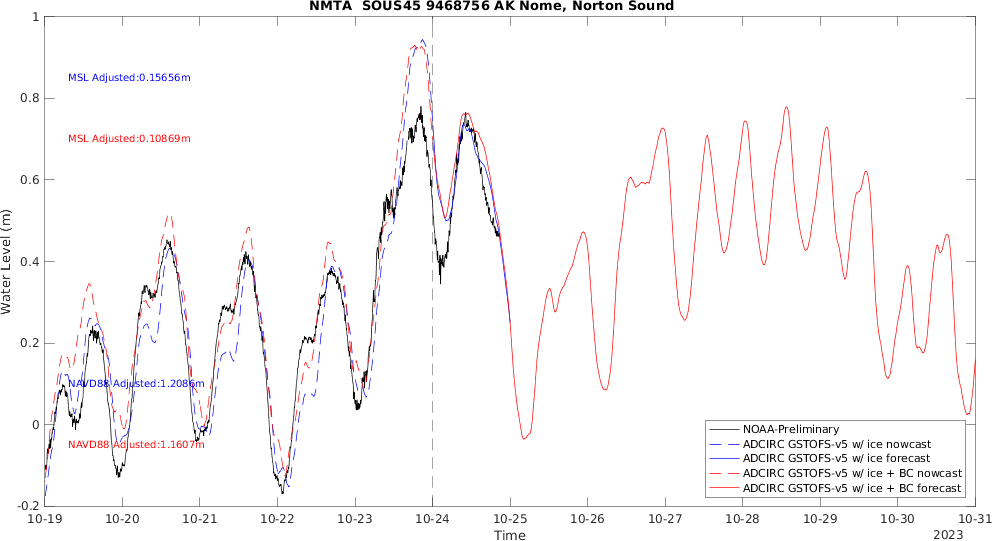 NMTA  SOUS45 9468756 AK Nome, Norton Sound
1
0.8
0.6
0.4
0.2
0
-0.2
Water Level (m)
MSL Adjusted:0.15656m
MSL Adjusted:0.10869m
NAVD88 Adjusted:1.2086m
NAVD88 Adjusted:1.1607m
NOAA-Preliminary
ADCIRC GSTOFS-v5 w/ ice nowcast
ADCIRC GSTOFS-v5 w/ ice forecast
ADCIRC GSTOFS-v5 w/ ice + BC nowcast
ADCIRC GSTOFS-v5 w/ ice + BC forecast
10-19 10-20 10-21 10-22 10-23 10-24 10-25 10-26 10-27 10-28 10-29 10-30 10-31
Time
2023